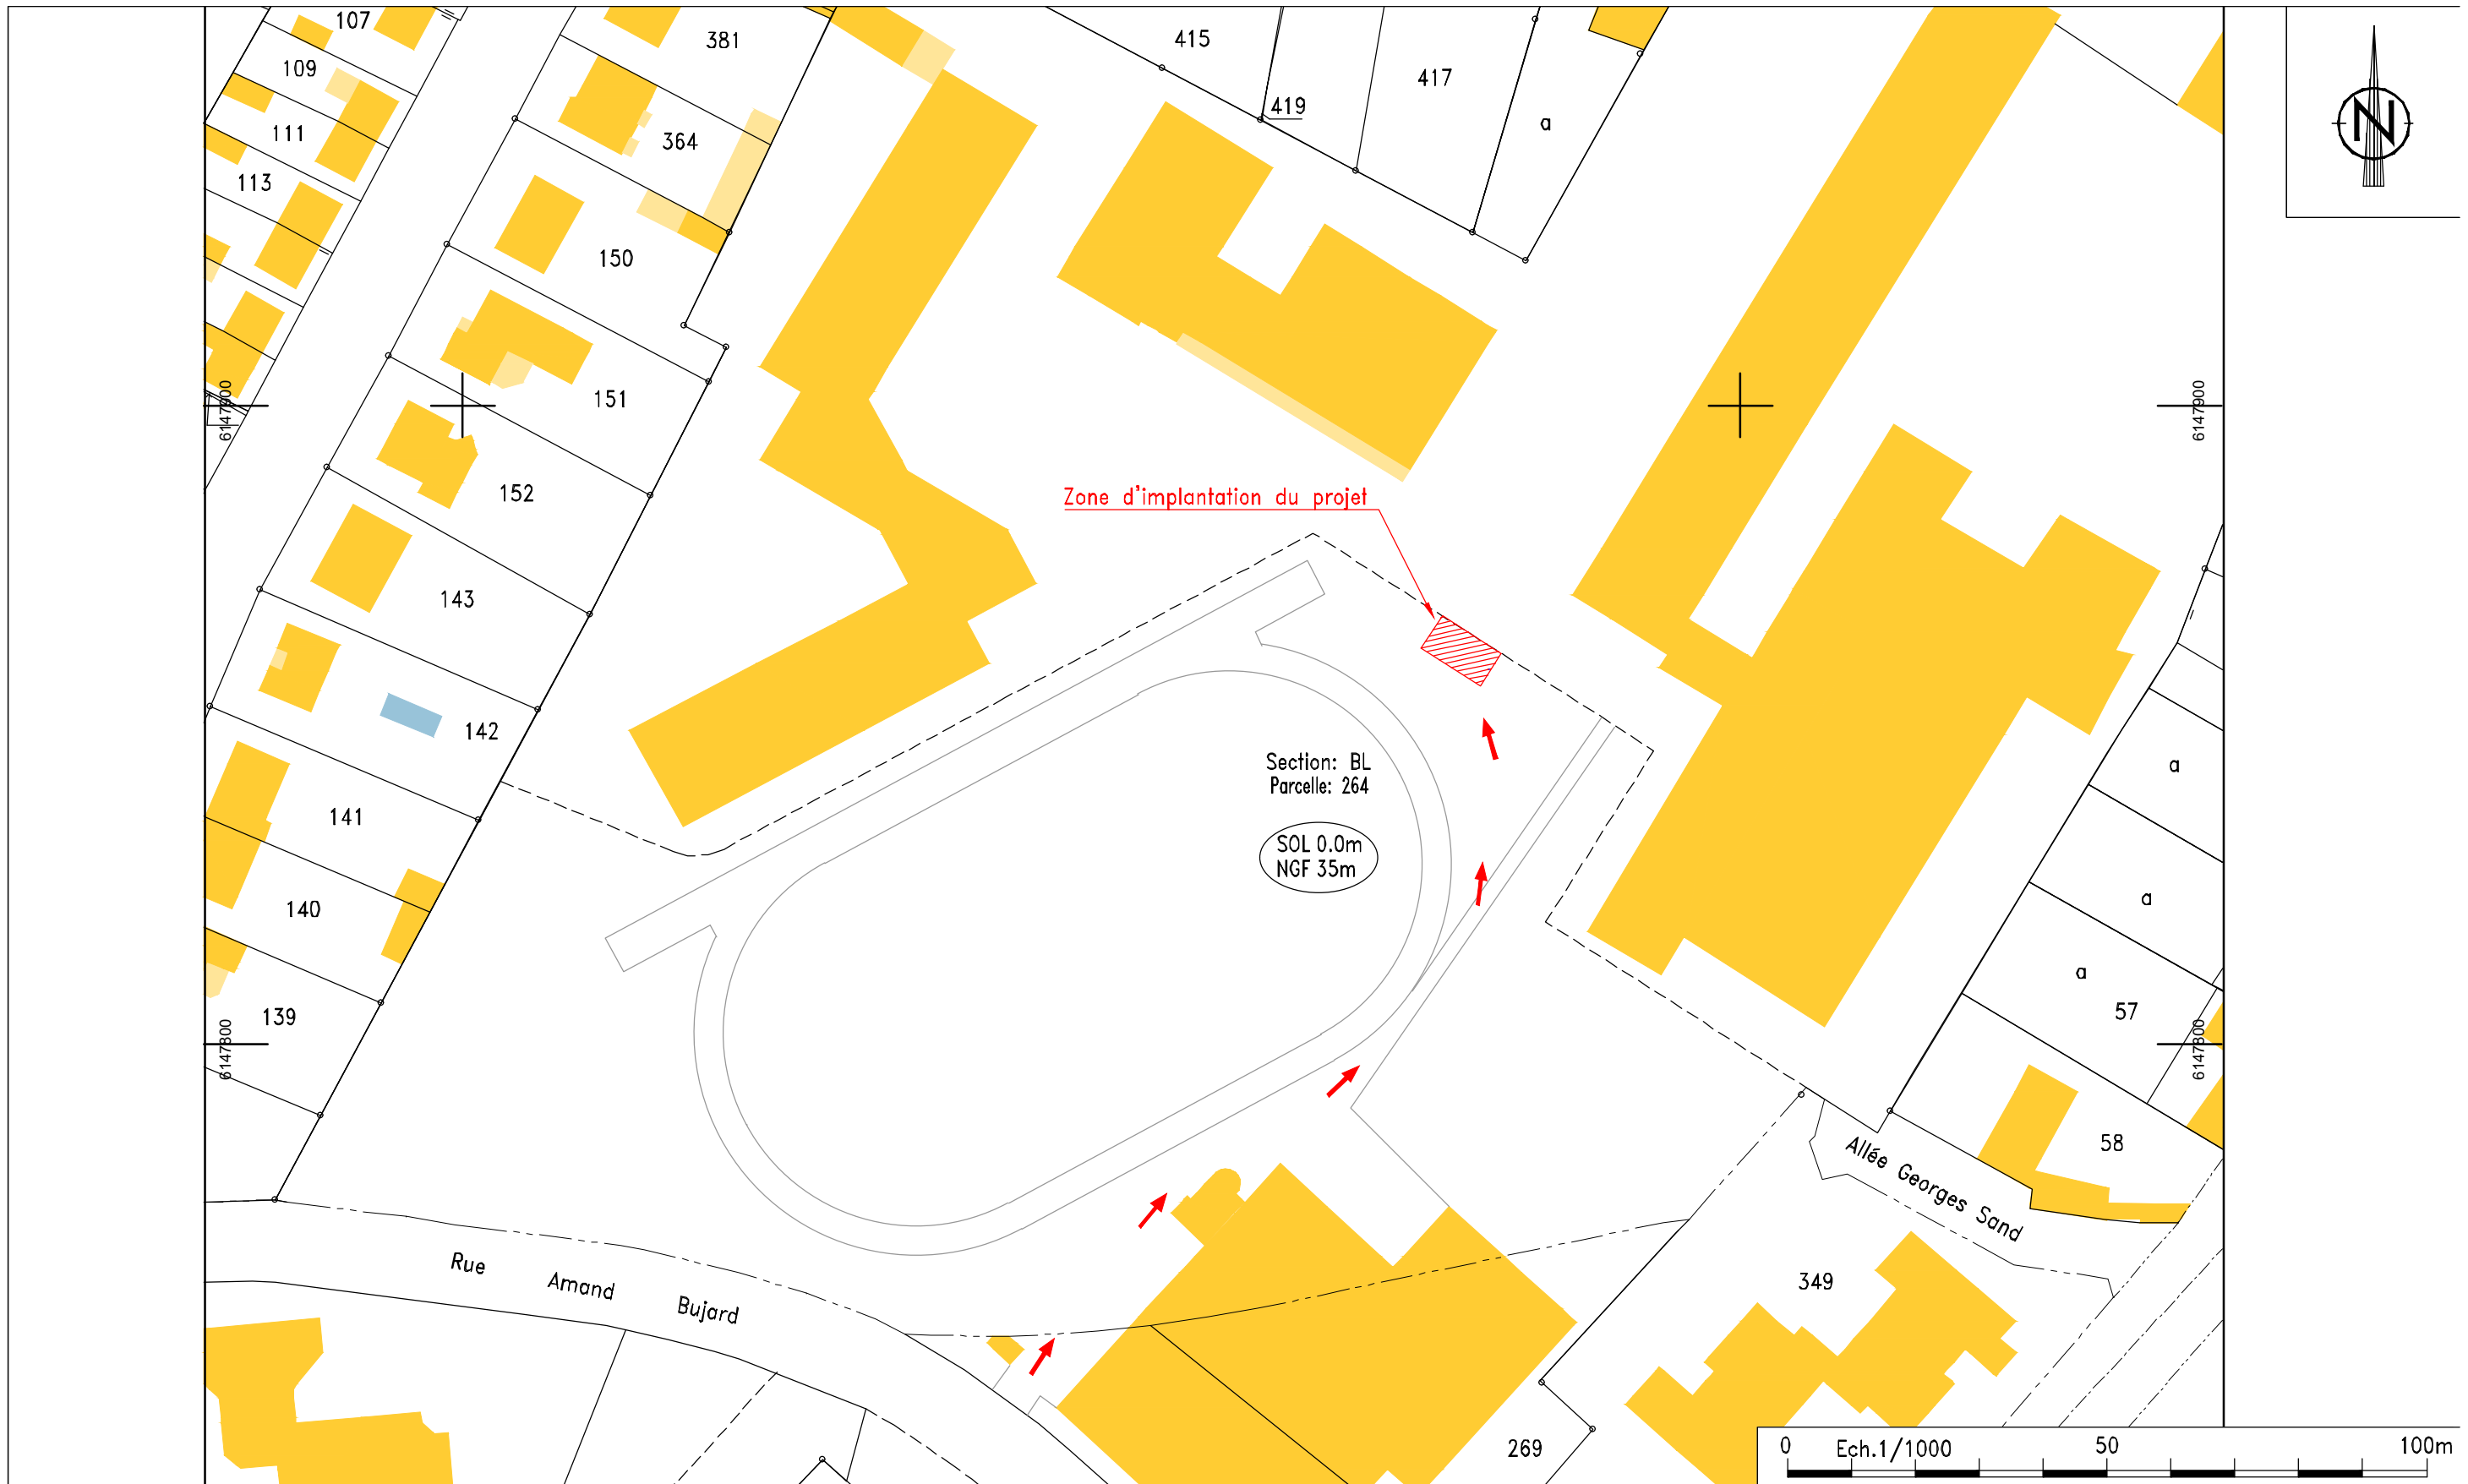 107
381
415
109
417
N
419
a
111
364
113
150
151
6147900
6147900
152
Zone d'implantation du projet
143
142
Section: BL
Parcelle: 264
a
141
SOL 0.0m
NGF 35m
140
a
a
139
57
6147800
6147800
58
Allée Georges Sand
Rue Amand Bujard
349
269
0 Ech.1/1000 50 100m